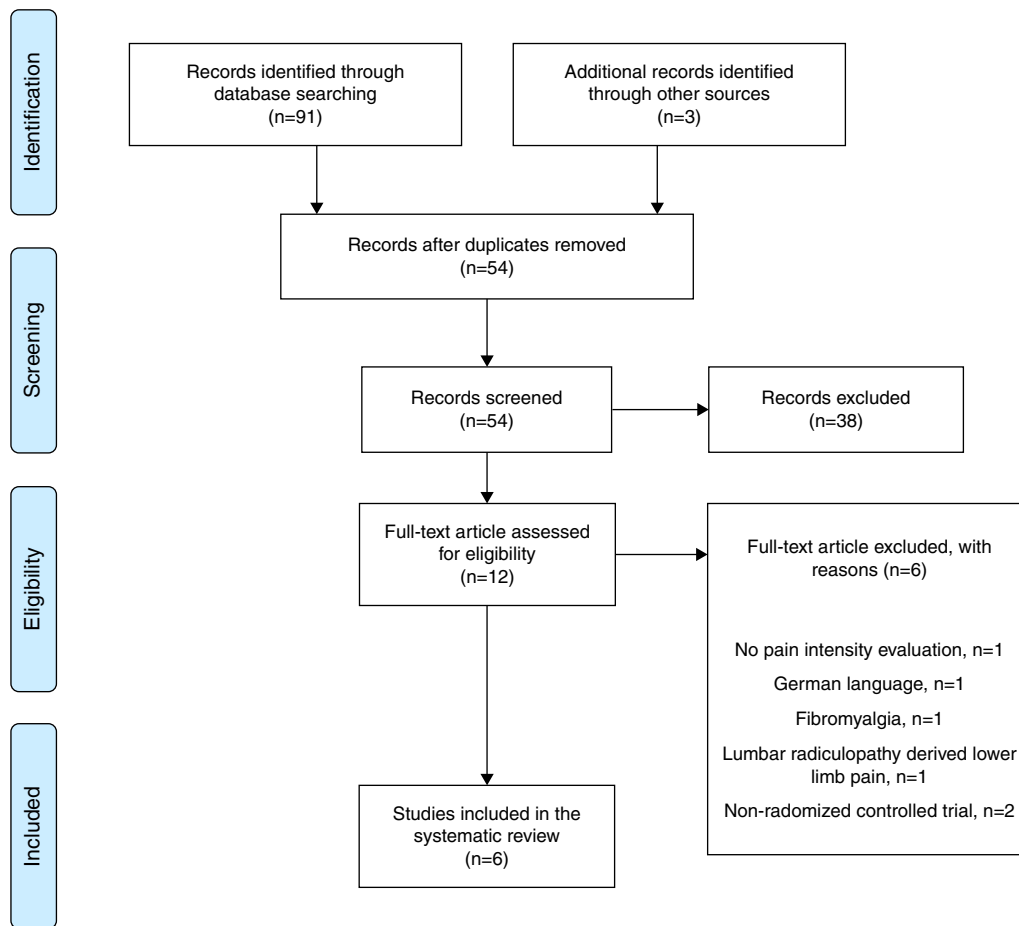 Identification
Records identified through
database searching
(n=91)
Additional records identified
through other sources
(n=3)
Records after duplicates removed
(n=54)
Screening
Records screened
(n=54)
Records excluded
(n=38)
Eligibility
Full-text article assessed
for eligibility
(n=12)
Full-text article excluded, with
reasons (n=6)
No pain intensity evaluation, n=1
German language, n=1
Fibromyalgia, n=1
Lumbar radiculopathy derived lower
limb pain, n=1
Non-radomized controlled trial, n=2
Included
Studies included in the
systematic review
(n=6)